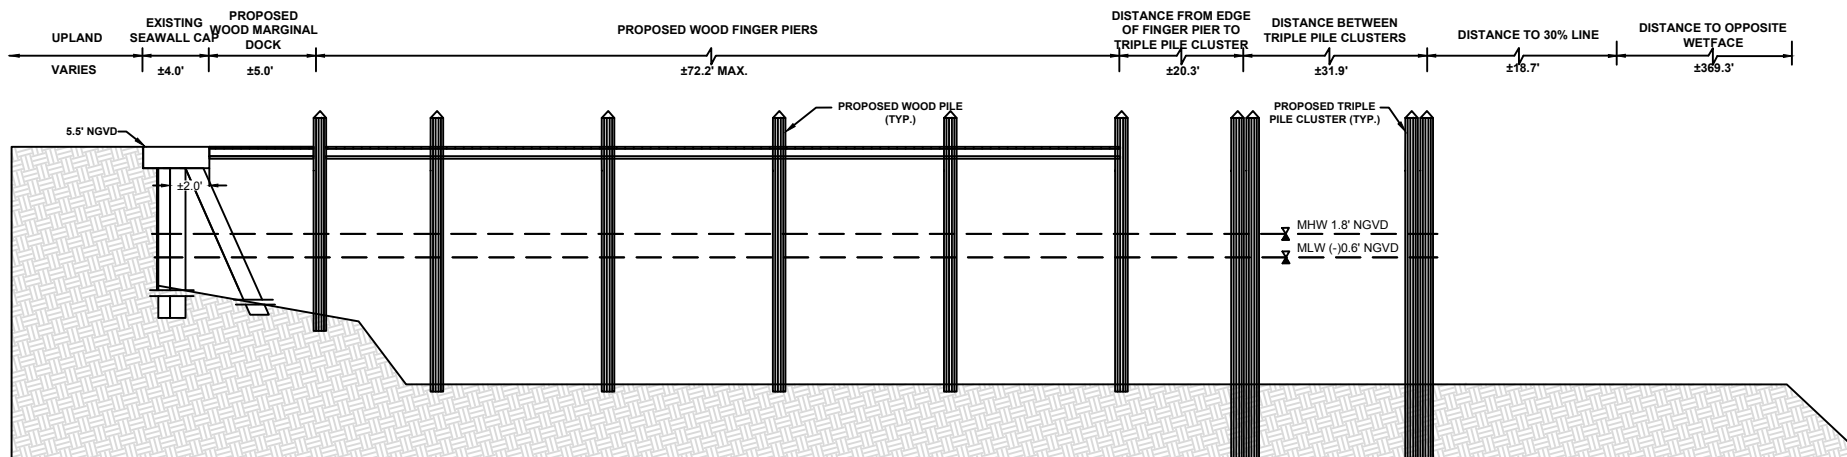 UPLAND
VARIES
EXISTING
SEAWALL CAP
±4.0'
PROPOSED
WOOD MARGINAL
DOCK
±5.0'
PROPOSED WOOD FINGER PIERS
±72.2' MAX.
DISTANCE FROM EDGE
OF FINGER PIER TO
TRIPLE PILE CLUSTER
±20.3'
DISTANCE BETWEEN
TRIPLE PILE CLUSTERS
±31.9'
DISTANCE TO 30% LINE
±18.7'
DISTANCE TO OPPOSITE
WETFACE
±369.3'
5.5' NGVD
PROPOSED WOOD PILE
(TYP.)
PROPOSED TRIPLE
PILE CLUSTER (TYP.)
±2.0'
MHW 1.8' NGVD
MLW (-)0.6' NGVD